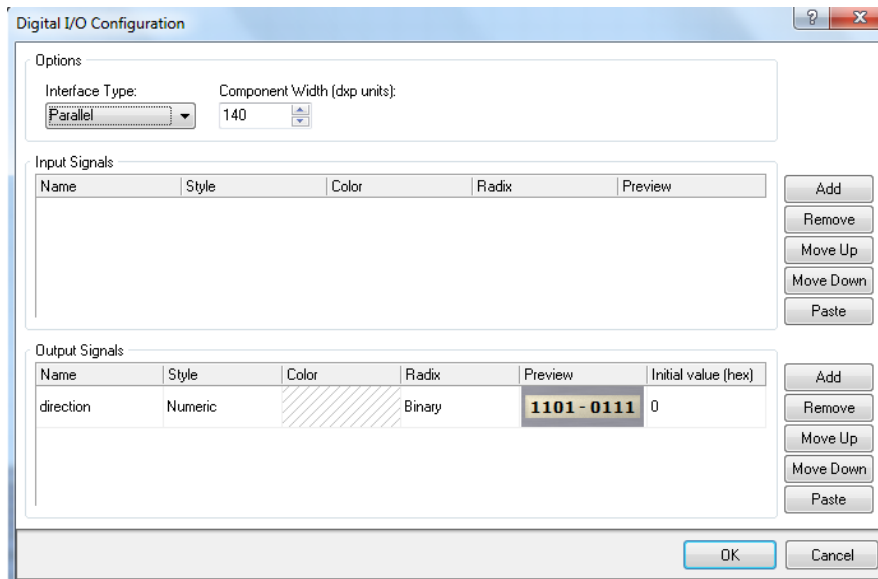 Digital I/O Configuration
?
X
Options
Interface Type:
Component Width (dxp units):
Parallel
140
Input Signals
Name Style Color Radix Preview
Add
Remove
Move Up
Move Down
Paste
Output Signals
Name Style Color Radix Preview Initial value (hex)
direction Numeric Binary 1101 - 0111 0
Add
Remove
Move Up
Move Down
Paste
OK Cancel